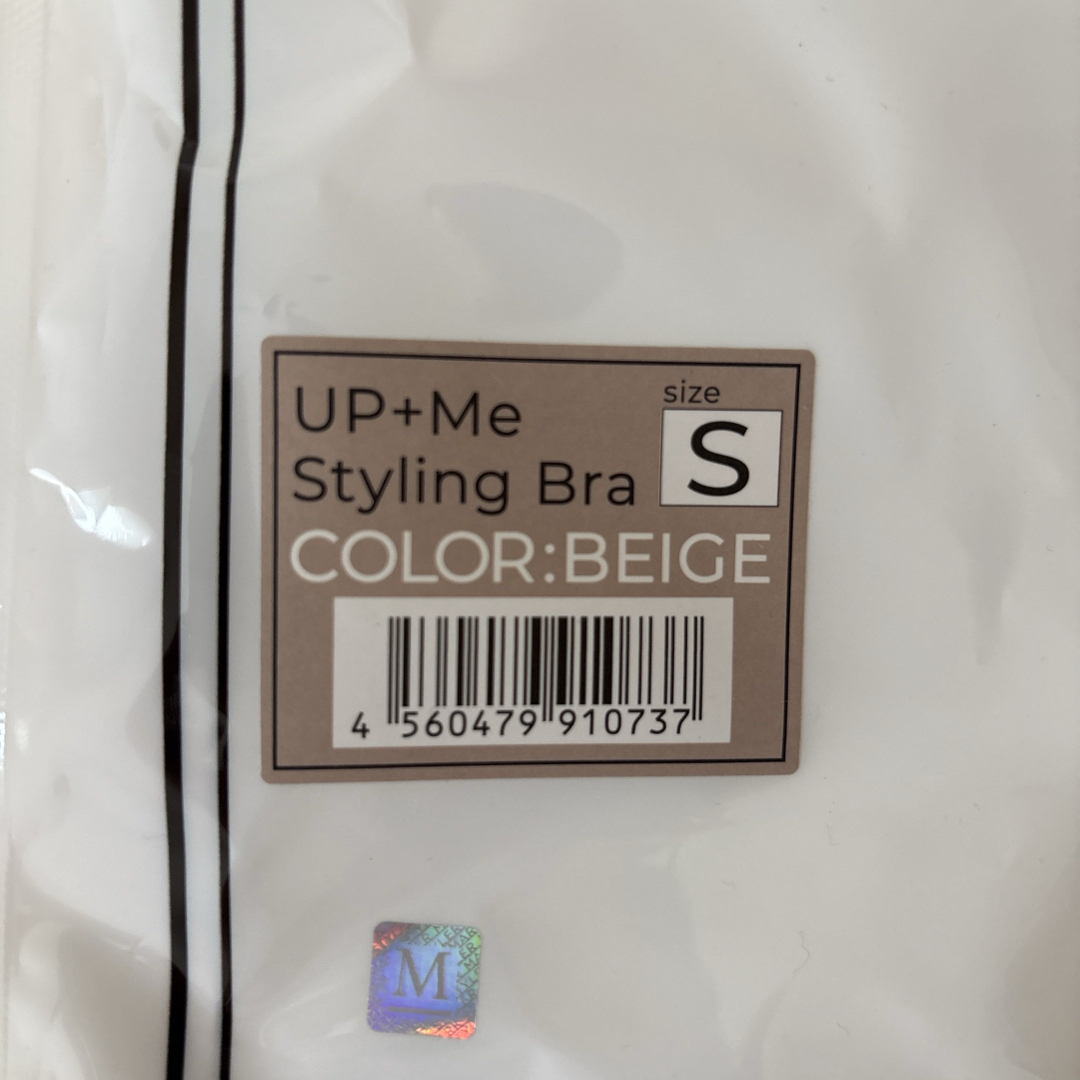 UP+Me
size
S
Styling Bra
COLOR:BEIGE
4 560479 910737
M